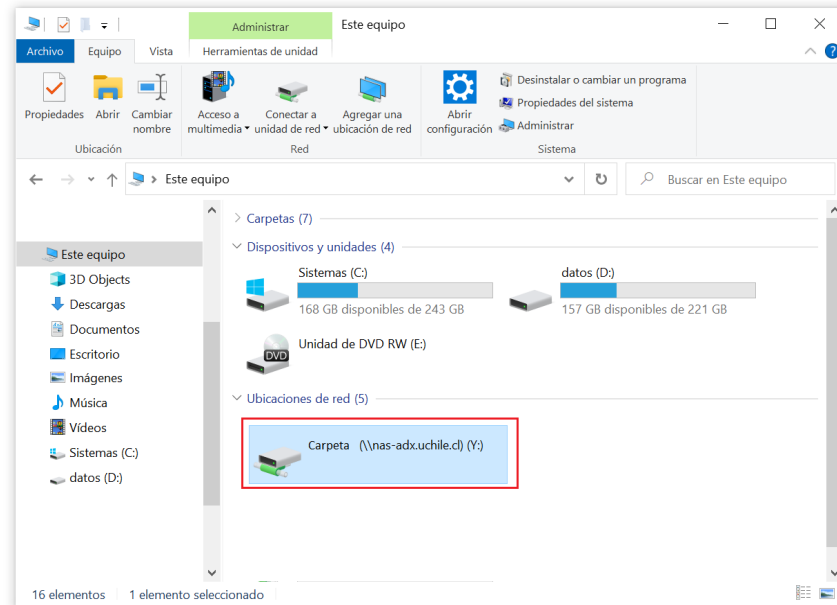 Administrar
Este equipo
Archivo
Equipo
Vista
Herramientas de unidad
?
Propiedades
Abrir
Cambiar
nombre
Ubicación
Acceso a
multimedia
Conectar a
unidad de red
Agregar una
ubicación de red
Red
Abrir
configuración
Desinstalar o cambiar un programa
Propiedades del sistema
Administrar
Sistema
Este equipo
Buscar en Este equipo
Este equipo
3D Objects
Descargas
Documentos
Escritorio
Imágenes
Música
Vídeos
Sistemas (C:)
datos (D:)
Carpetas (7)
Dispositivos y unidades (4)
Sistemas (C:)
168 GB disponibles de 243 GB
datos (D:)
157 GB disponibles de 221 GB
DVD
Unidad de DVD RW (E:)
Ubicaciones de red (5)
Carpeta (\\nas-adx.uchile.cl) (Y:)
16 elementos
1 elemento seleccionado